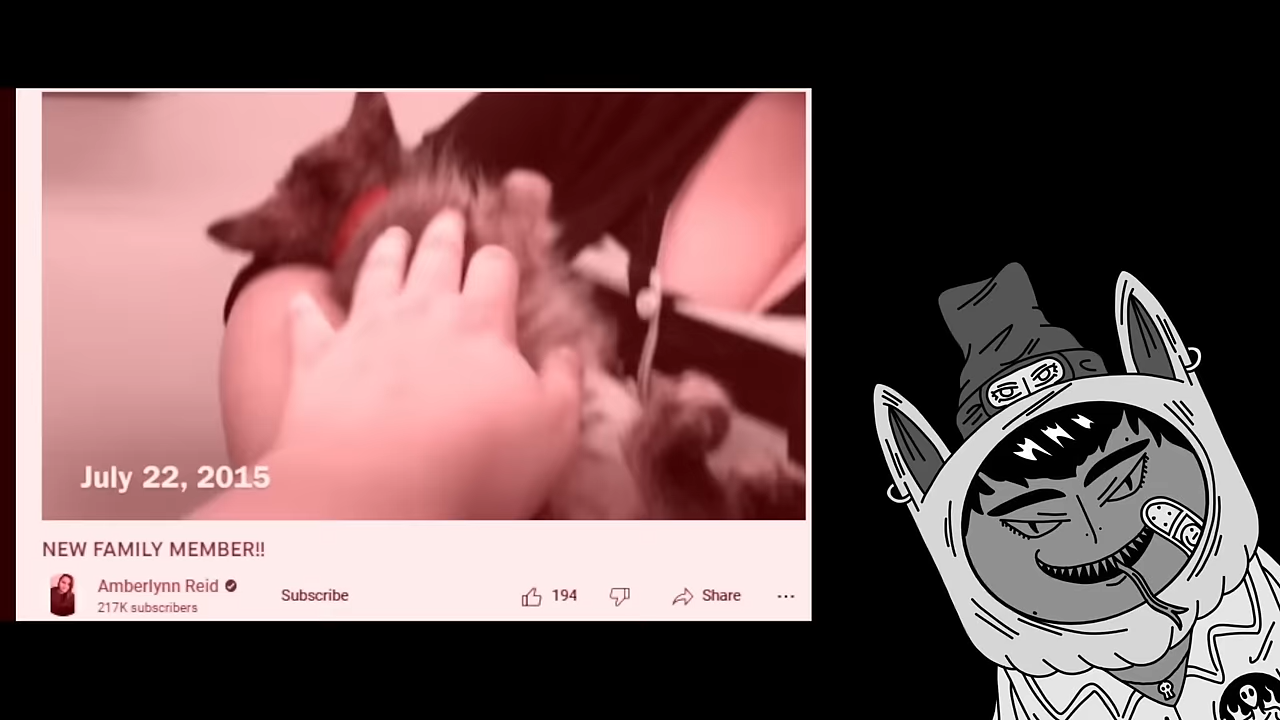 July 22, 2015
NEW FAMILY MEMBER!!
Amberlynn Reid
217K subscribers
Subscribe
194
Share